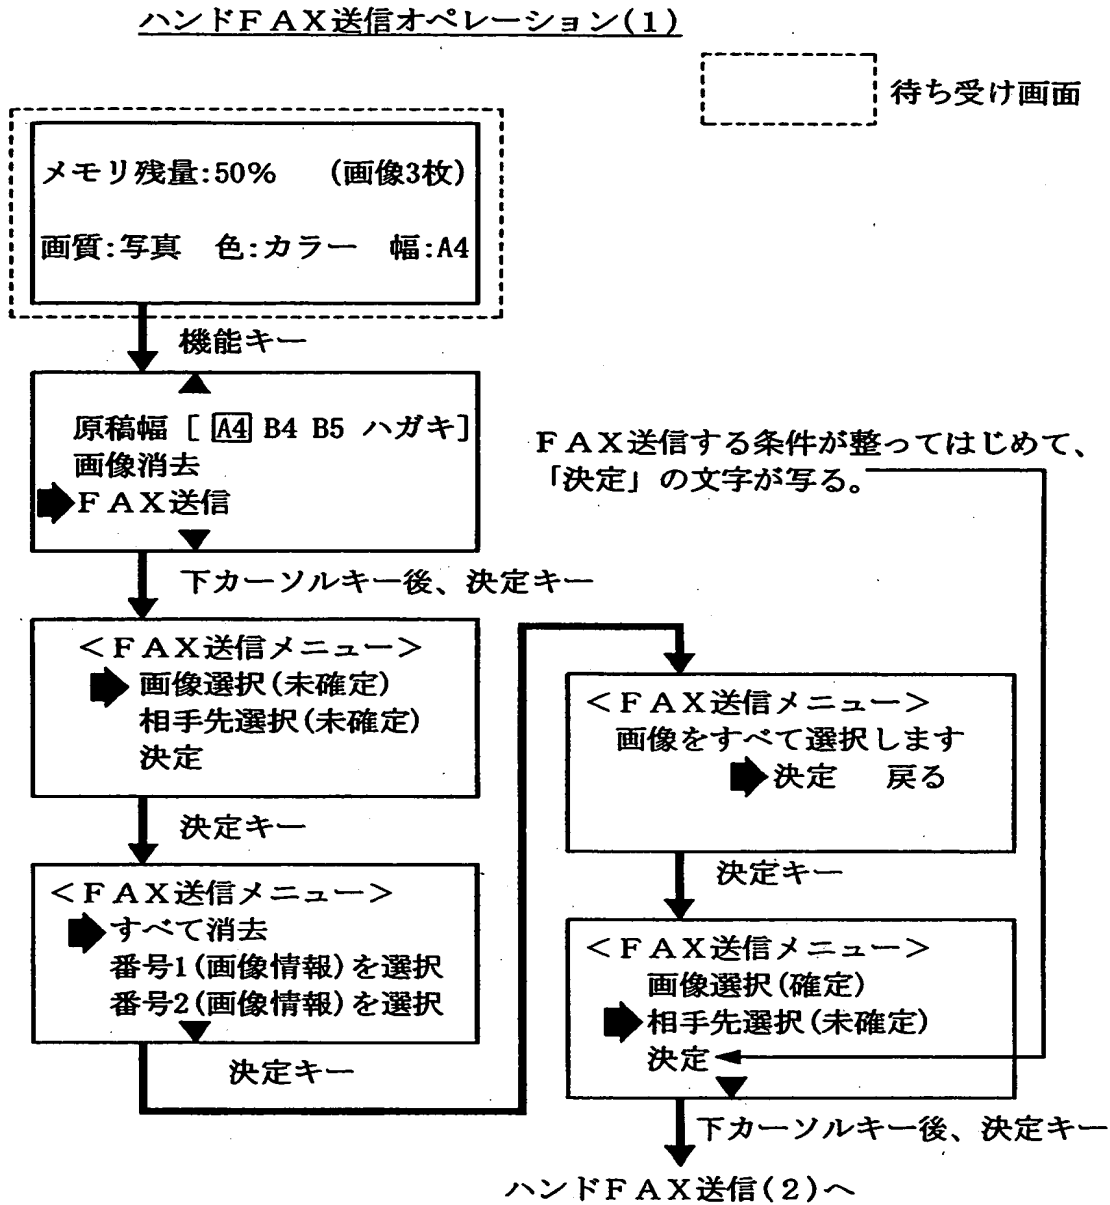 ハンドＦＡＸ送信オペレーション(1)
待ち受け画面
メモリ残量:50%　(画像3枚)
画質:写真　色:カラー　幅:A4
機能キー
原稿幅［A4 B4 B5 ハガキ］
画像消去
ＦＡＸ送信
下カーソルキー後、決定キー
＜ＦＡＸ送信メニュー＞
画像選択(未確定)
相手先選択(未確定)
決定
決定キー
＜ＦＡＸ送信メニュー＞
すべて消去
番号1(画像情報)を選択
番号2(画像情報)を選択
決定キー
ＦＡＸ送信する条件が整ってはじめて、
「決定」の文字が写る。
＜ＦＡＸ送信メニュー＞
画像をすべて選択します
決定　戻る
決定キー
＜ＦＡＸ送信メニュー＞
画像選択(確定)
相手先選択(未確定)
決定
下カーソルキー後、決定キー
ハンドＦＡＸ送信(2)へ